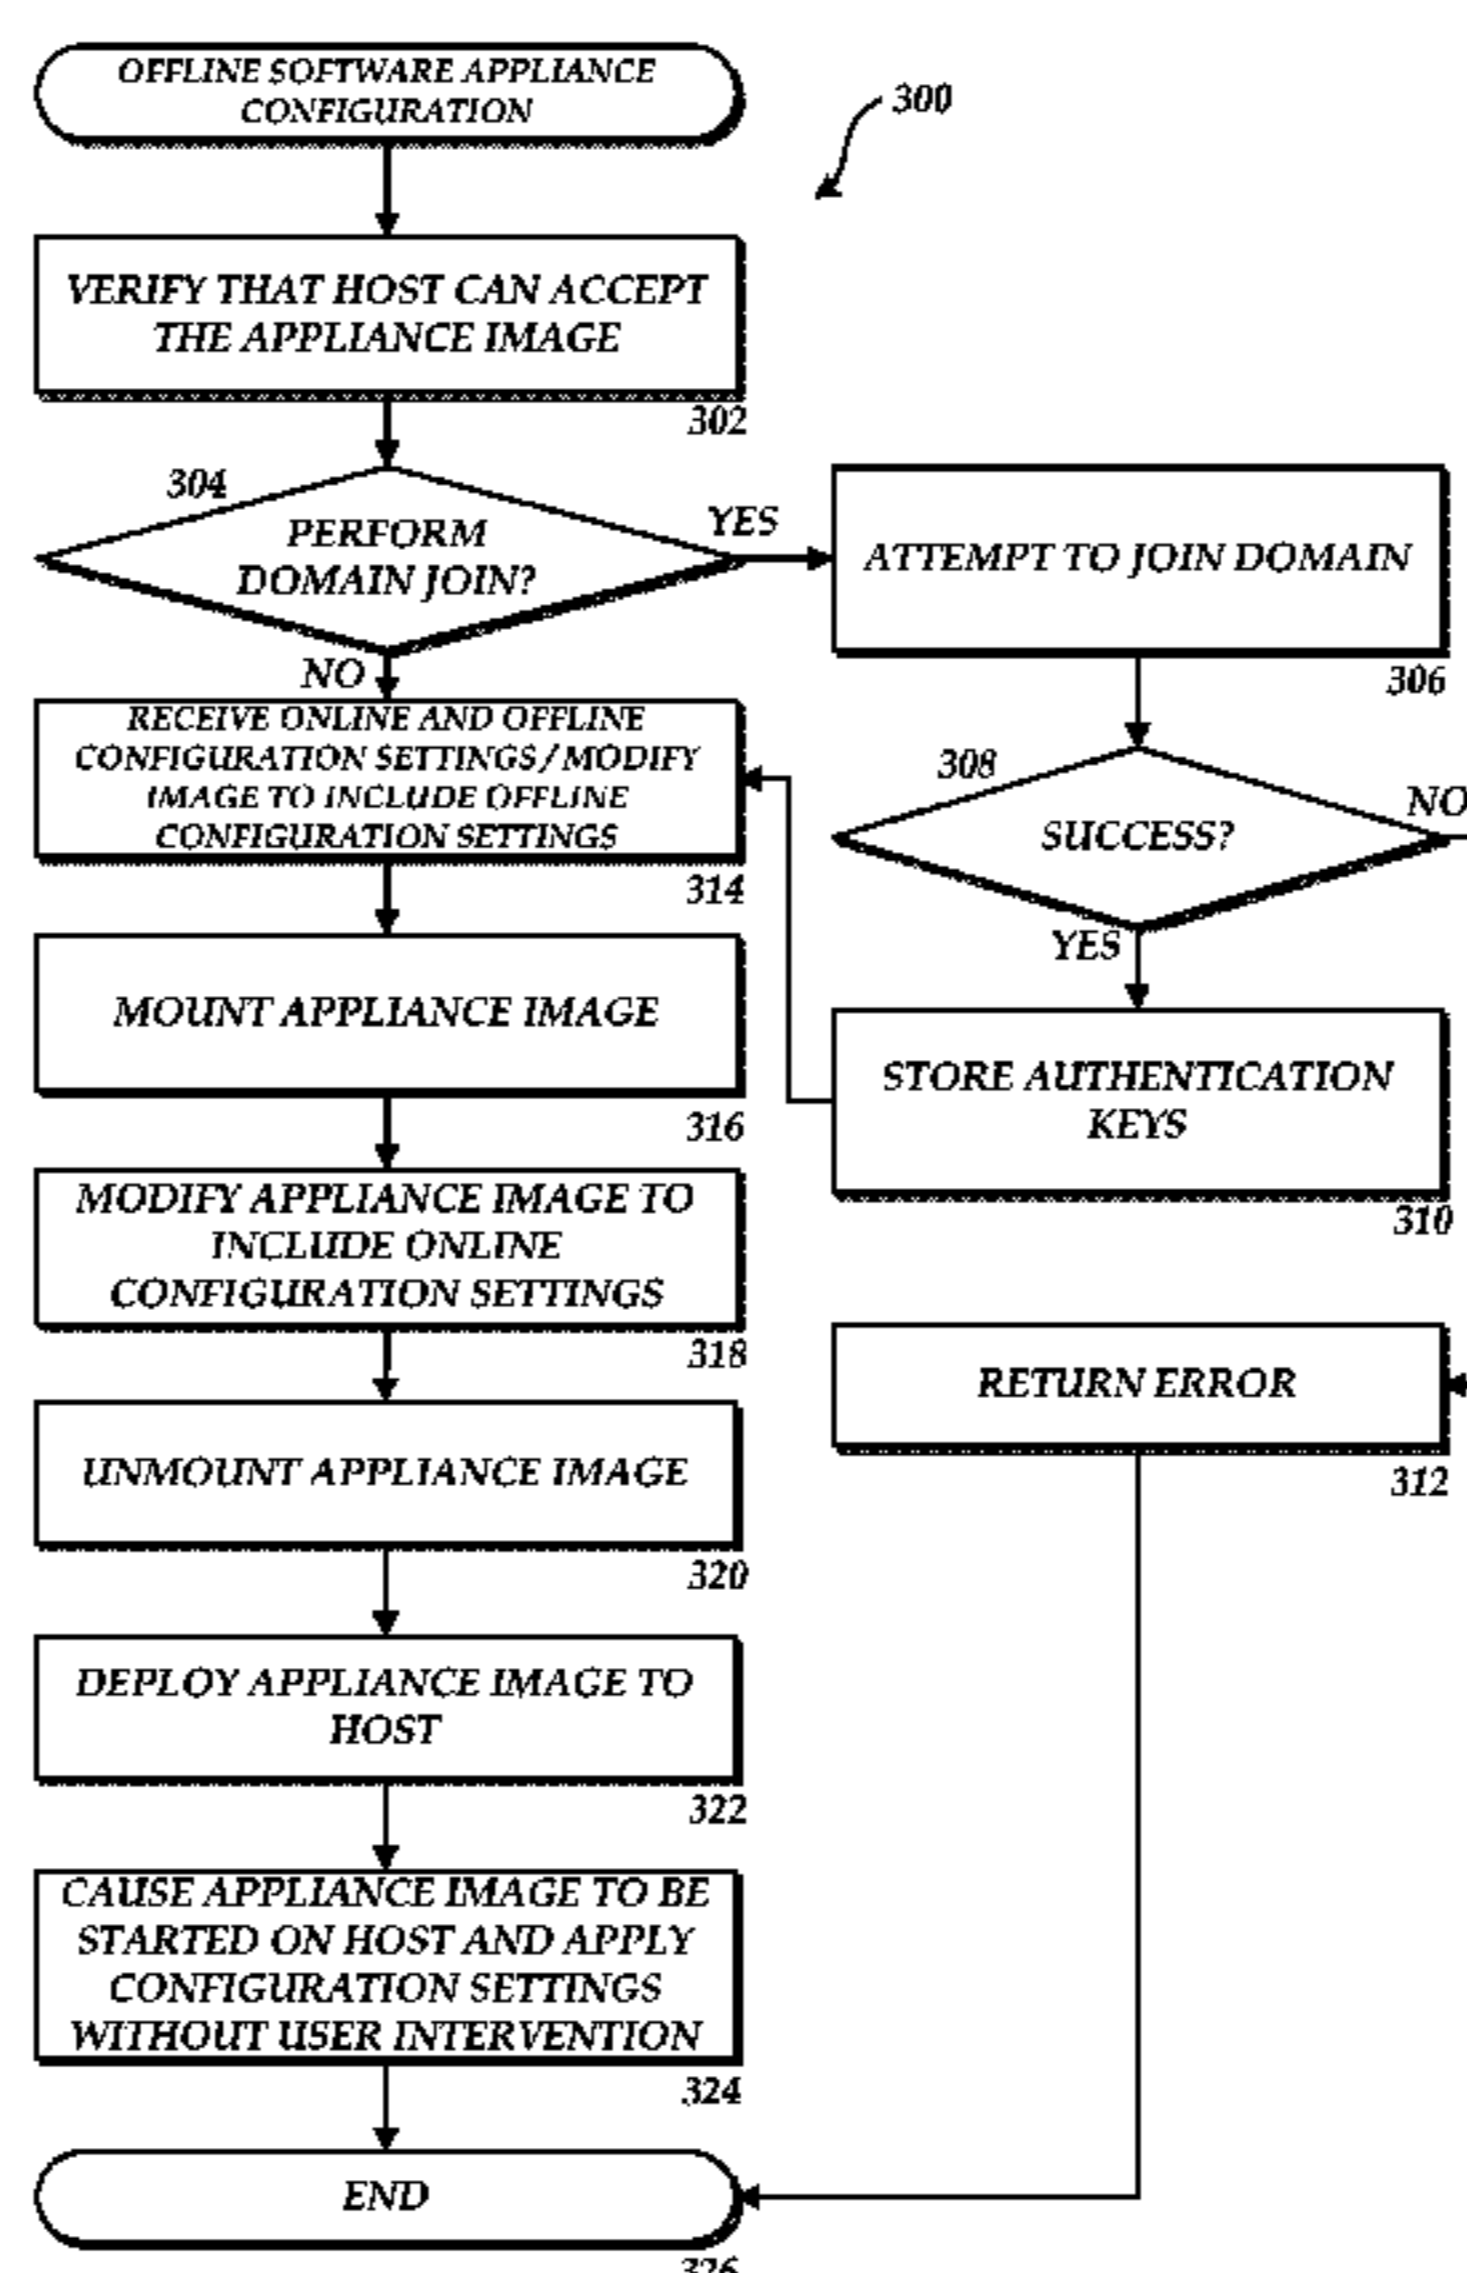 OFFLINE SOFTWARE APPLIANCE
CONFIGURATION
300
VERIFY THAT HOST CAN ACCEPT
THE APPLIANCE IMAGE
302
304
PERFORM
DOMAIN JOIN?
YES
NO
ATTEMPT TO JOIN DOMAIN
306
308
SUCCESS?
NO
YES
STORE AUTHENTICATION
KEYS
310
RETURN ERROR
312
RECEIVE ONLINE AND OFFLINE
CONFIGURATION SETTINGS/MODIFY
IMAGE TO INCLUDE OFFLINE
CONFIGURATION SETTINGS
314
MOUNT APPLIANCE IMAGE
316
MODIFY APPLIANCE IMAGE TO
INCLUDE ONLINE
CONFIGURATION SETTINGS
318
UNMOUNT APPLIANCE IMAGE
320
DEPLOY APPLIANCE IMAGE TO
HOST
322
CAUSE APPLIANCE IMAGE TO BE
STARTED ON HOST AND APPLY
CONFIGURATION SETTINGS
WITHOUT USER INTERVENTION
324
END
326